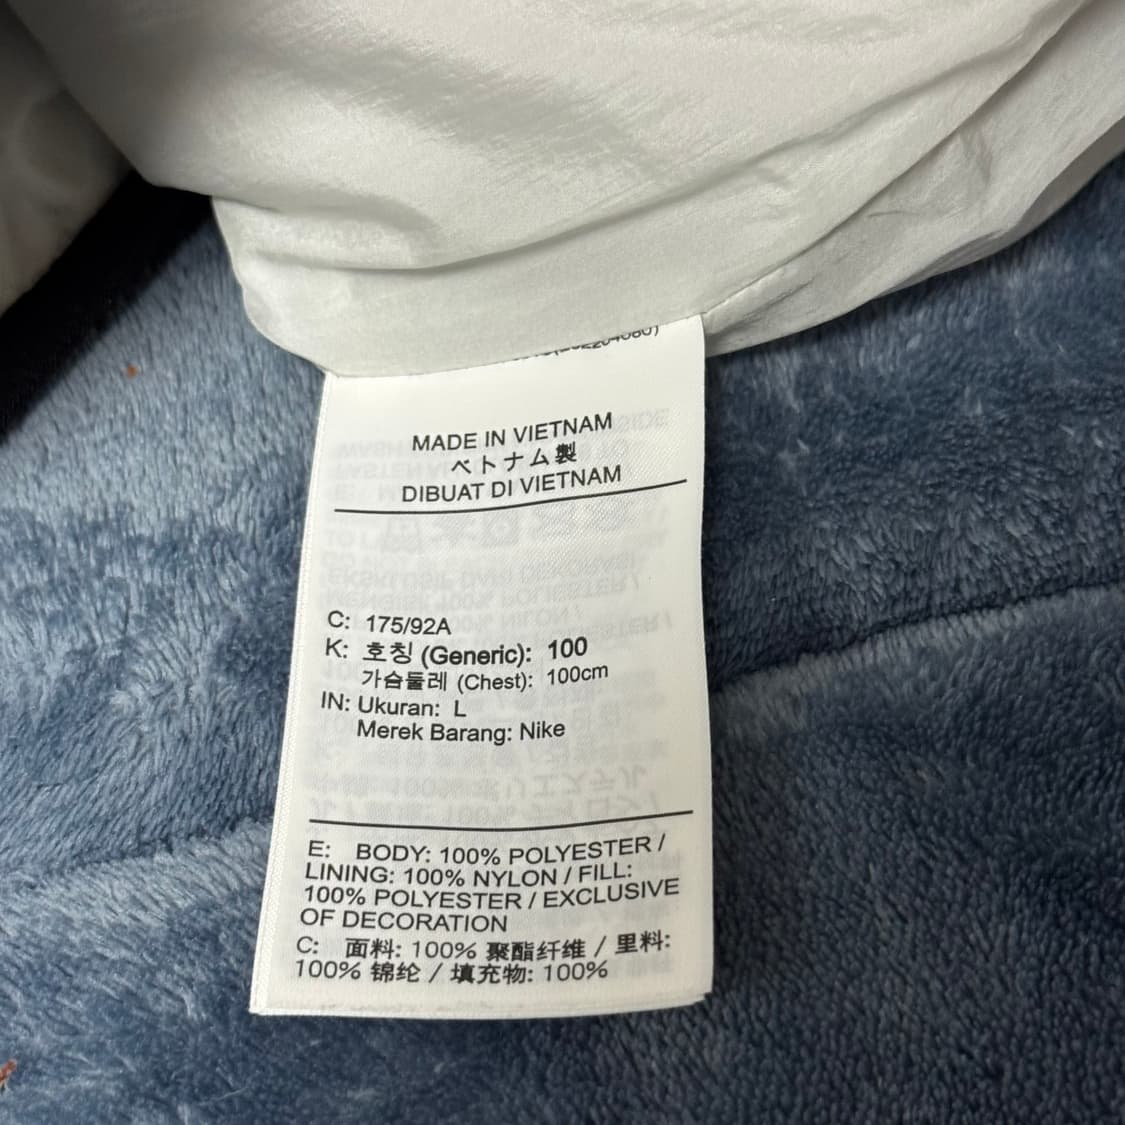 MADE IN VIETNAM
ベトナム製
DIBUAT DI VIETNAM
C: 175/92A
K: 호칭 (Generic): 100
가슴둘레 (Chest): 100cm
IN: Ukuran: L
Merek Barang: Nike
E: BODY: 100% POLYESTER /
LINING: 100% NYLON / FILL:
100% POLYESTER / EXCLUSIVE
OF DECORATION
C: 面料: 100% 聚酯纤维 / 里料:
100% 锦纶 / 填充物: 100%